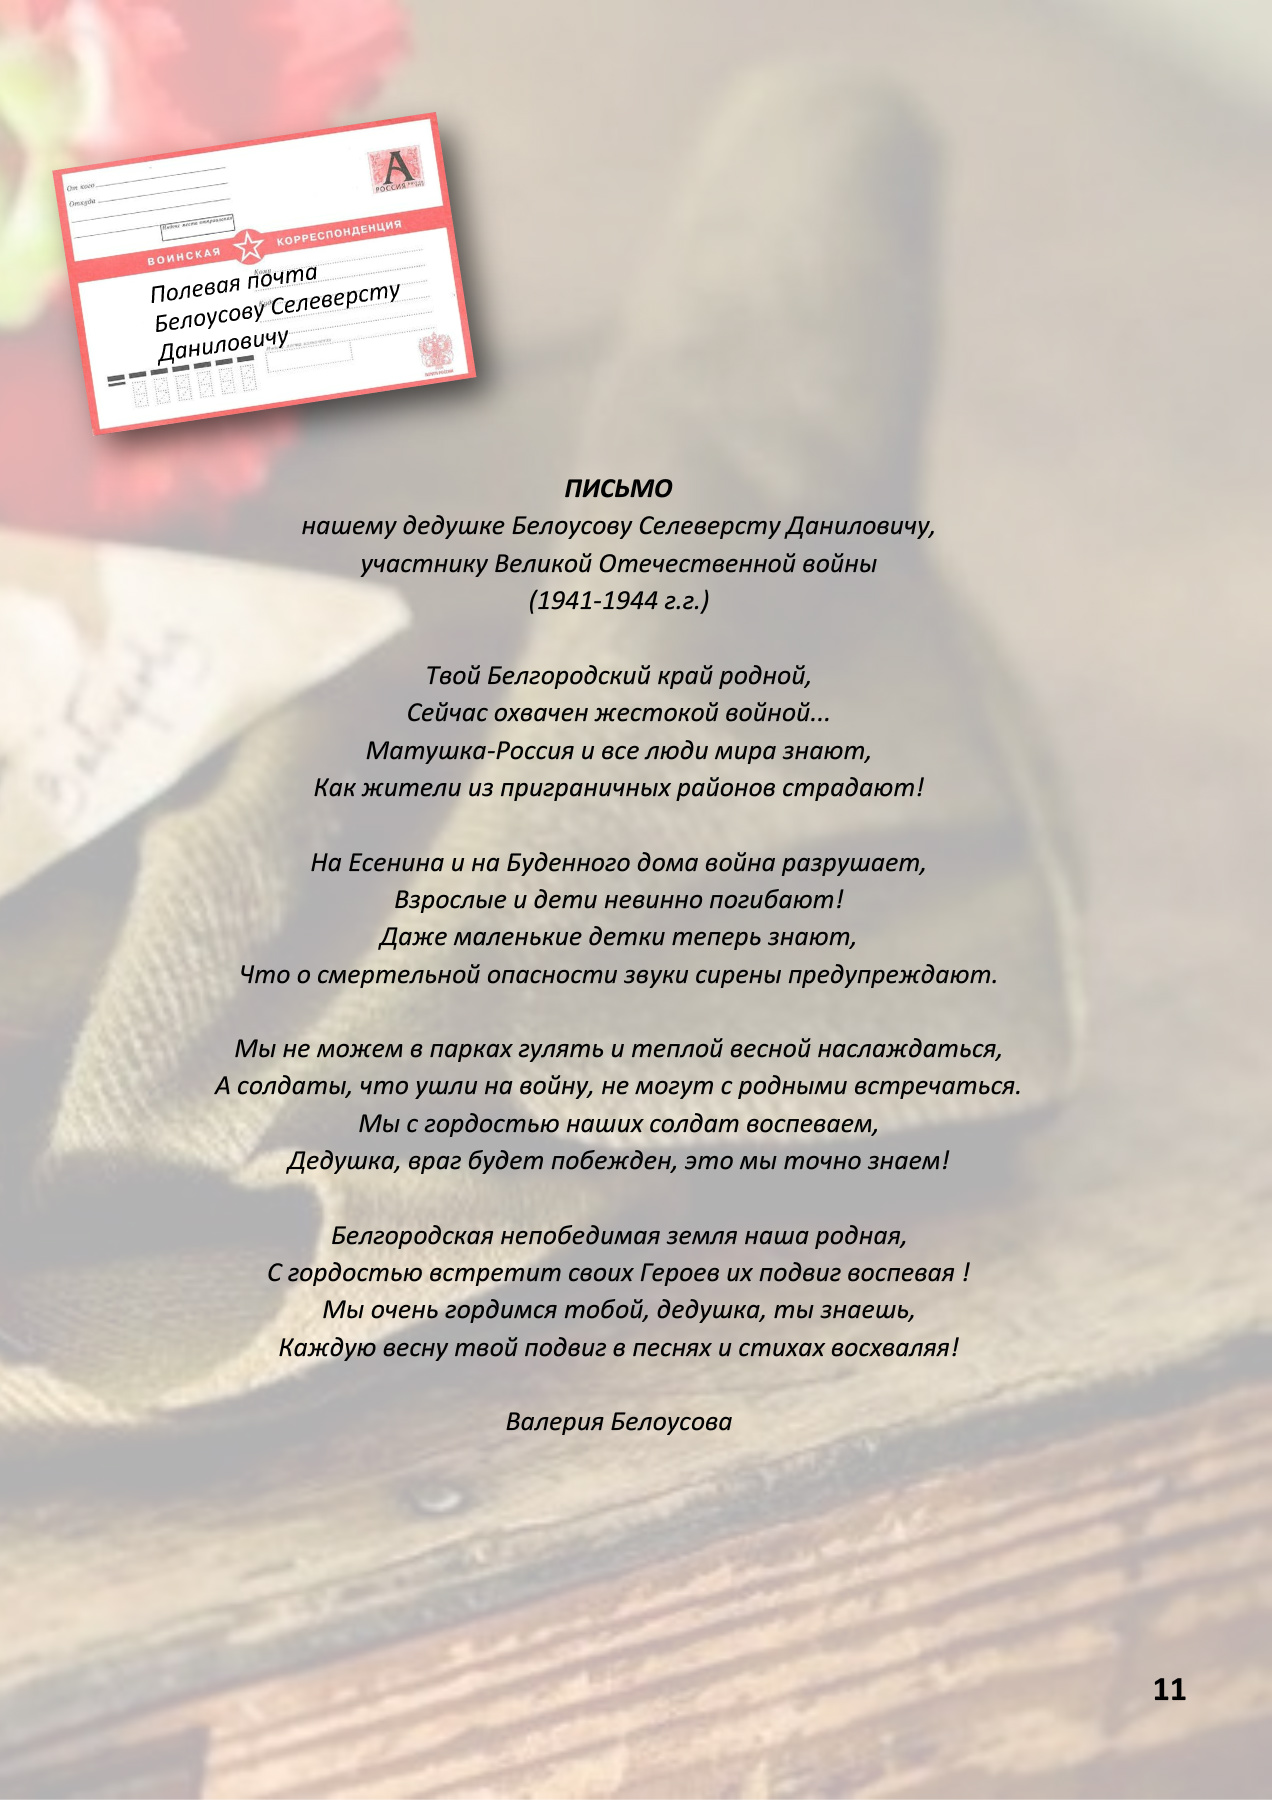 От кого
Откуда
Индекс места отправления
А
РОССИЯ
ВОИНСКАЯ КОРРЕСПОНДЕНЦИЯ
Кому
Полевая почта
Белоусову Селеверсту
Даниловичу
ПИСЬМО
нашему дедушке Белоусову Селеверсту Даниловичу,
участнику Великой Отечественной войны
(1941-1944 г.г.)
Твой Белгородский край родной,
Сейчас охвачен жестокой войной...
Матушка-Россия и все люди мира знают,
Как жители из приграничных районов страдают!
На Есенина и на Буденного дома война разрушает,
Взрослые и дети невинно погибают!
Даже маленькие детки теперь знают,
Что о смертельной опасности звуки сирены предупреждают.
Мы не можем в парках гулять и теплой весной наслаждаться,
А солдаты, что ушли на войну, не могут с родными встречаться.
Мы с гордостью наших солдат воспеваем,
Дедушка, враг будет побежден, это мы точно знаем!
Белгородская непобедимая земля наша родная,
С гордостью встретит своих Героев их подвиг воспевая !
Мы очень гордимся тобой, дедушка, ты знаешь,
Каждую весну твой подвиг в песнях и стихах восхваляя!
Валерия Белоусова
11